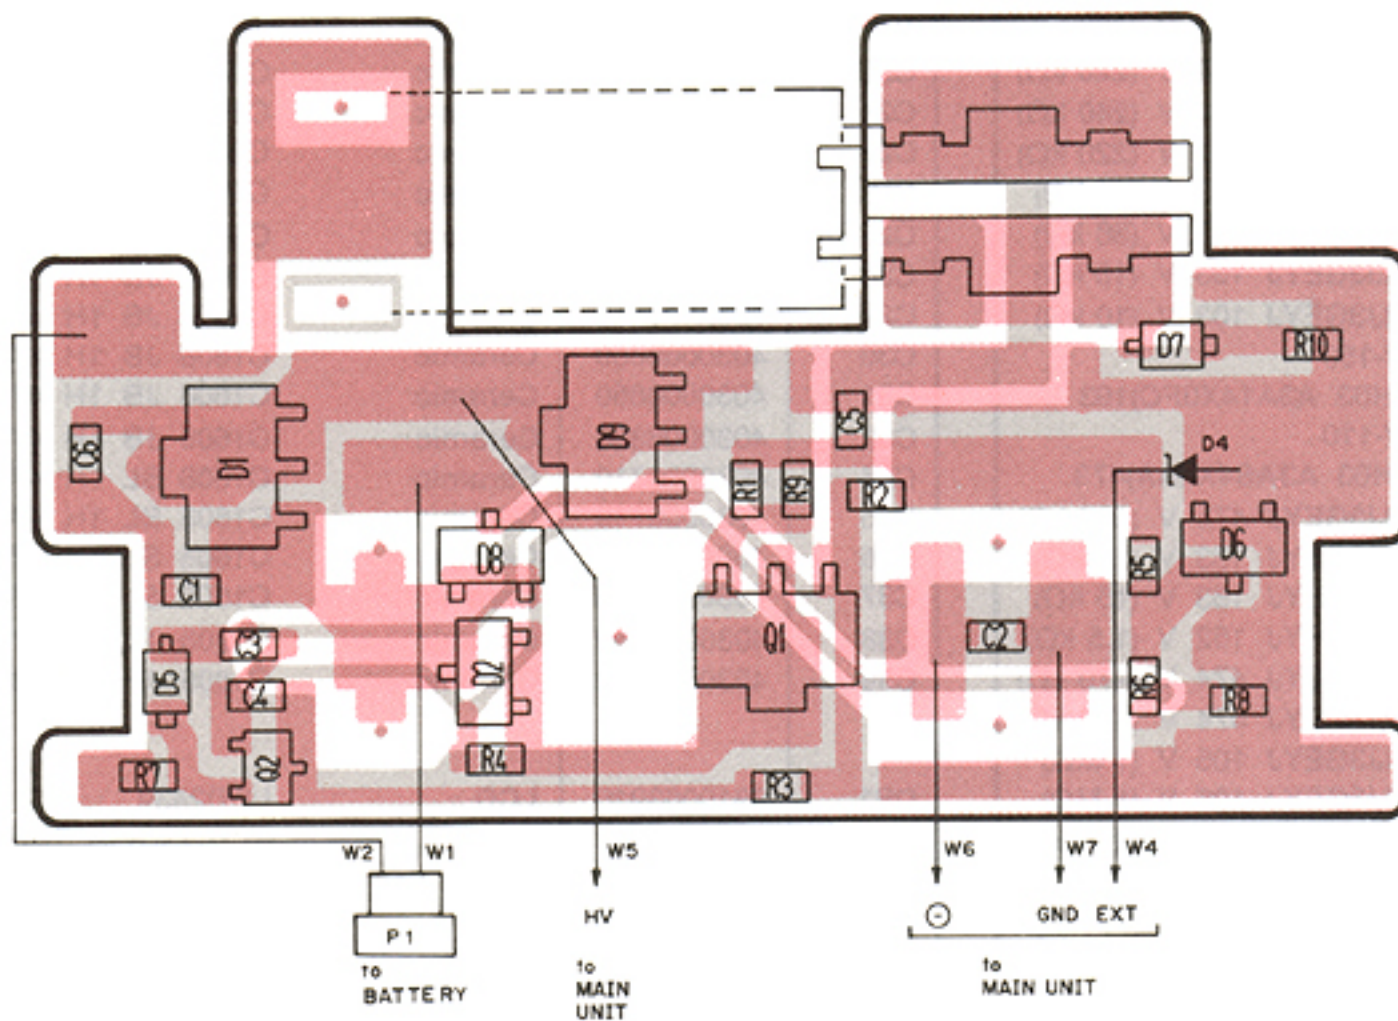 D7
R10
C5
C6
D1
D9
D4
R1
R9
R2
D8
R5
D6
C1
C3
Q1
C2
D5
C4
D2
R6
R8
R7
Q2
R4
R3
W2
W1
W5
W6
W7
W4
HV
GND
EXT
P1
to
BATTERY
to
MAIN
UNIT
to
MAIN UNIT